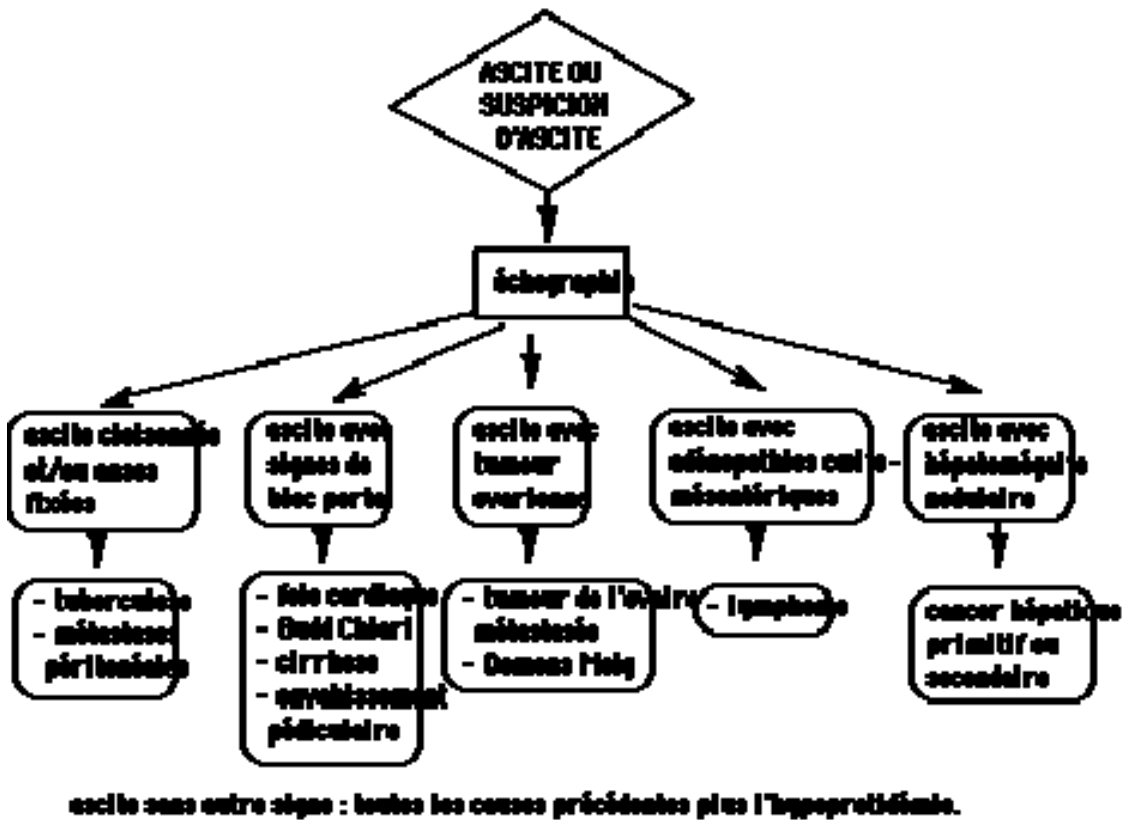 ASCITE OU
SUSPICION
D'ASCITE
échographie
ascite cloisonnée
et/ou anses
fixées
ascite avec
signes de
bloc porte
ascite avec
tumeur
ovarienne
ascite avec
adénopathies cœlio-
mésentériques
ascite avec
hépatomégalie
nodulaire
- tuberculose
- métastases
péritonéales
- foie cardiaque
- Budd Chiari
- cirrhose
- envahissement
pédiculaire
- tumeur de l'ovaire
métastasée
- Demons Meig
- lymphome
cancer hépatique
primitif ou
secondaire
ascite sans autre signe : toutes les causes précédentes plus l'hypoprotidémie.